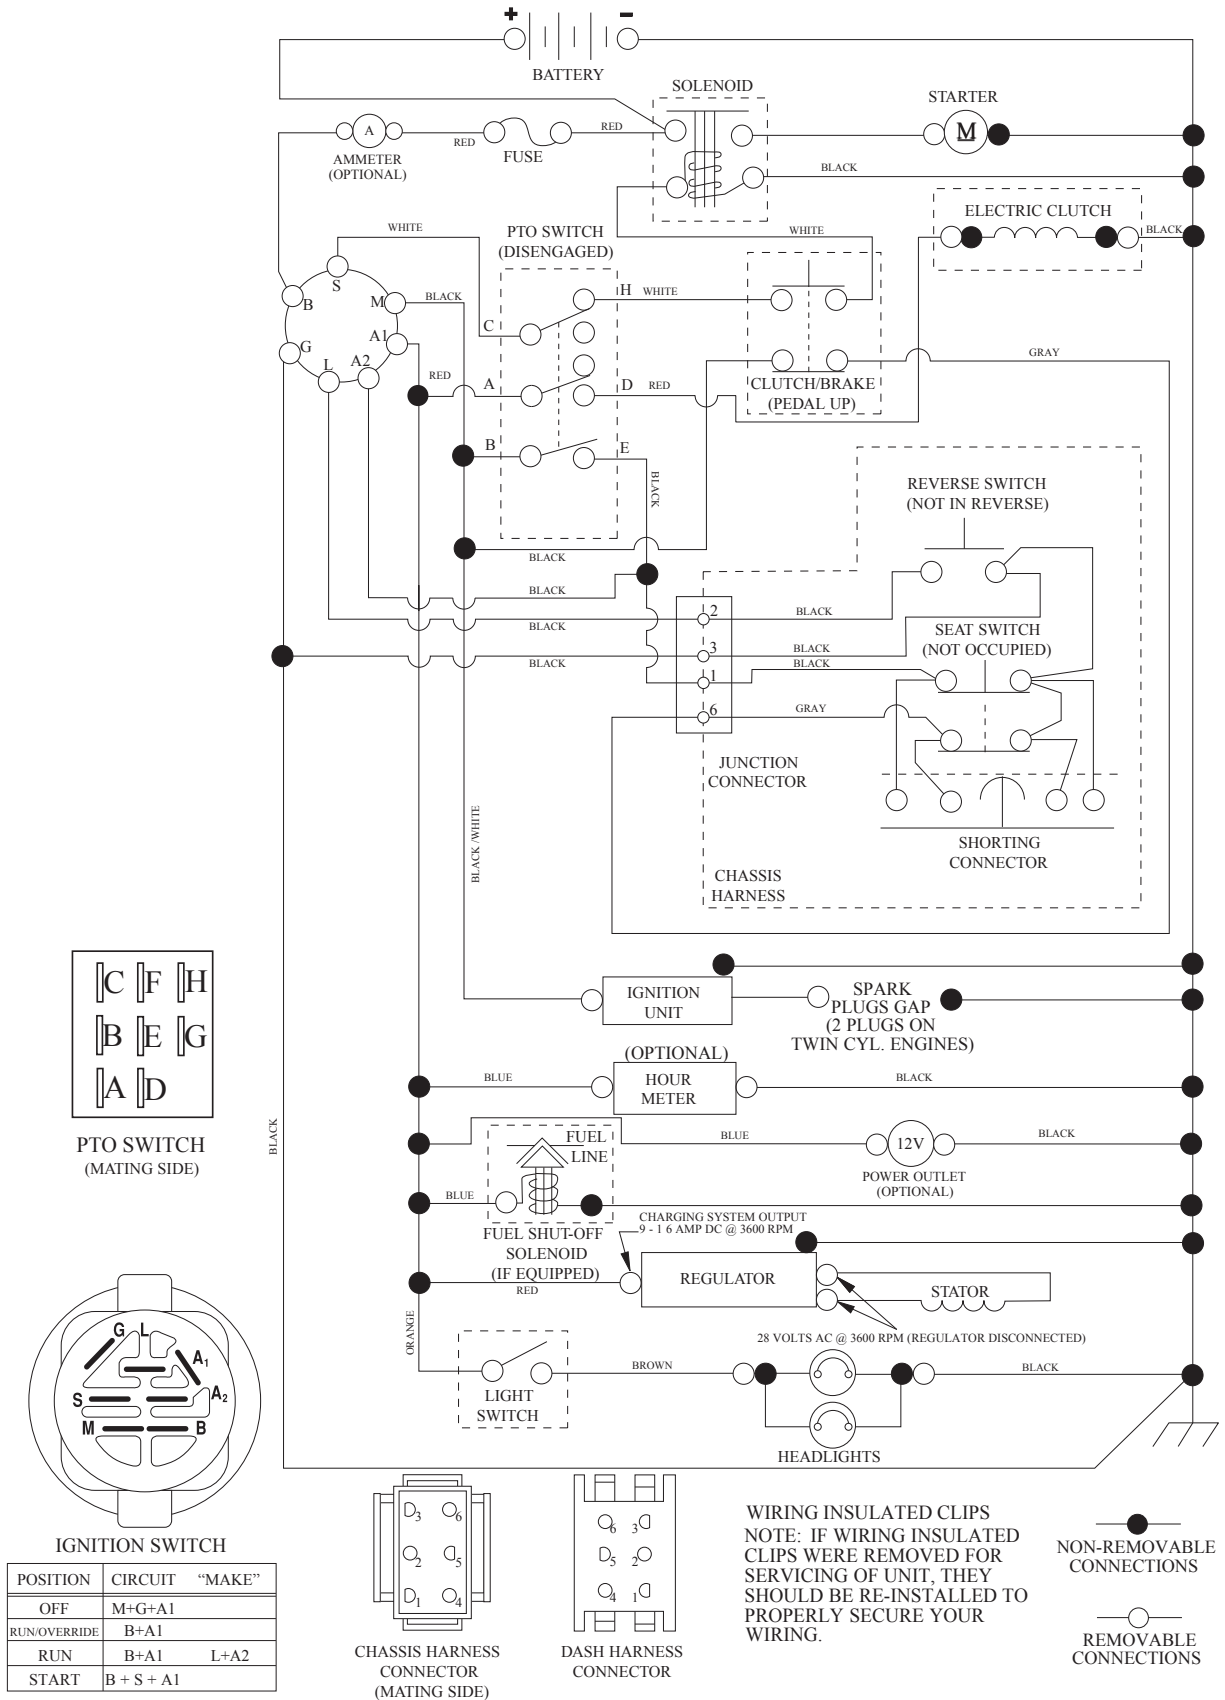 + −
BATTERY
SOLENOID
STARTER
A
AMMETER
(OPTIONAL)
RED
FUSE
RED
M
BLACK
ELECTRIC CLUTCH
BLACK
WHITE
PTO SWITCH
(DISENGAGED)
WHITE
S
B
M
BLACK
H
WHITE
C
A1
G
L
A2
RED
A
D
RED
CLUTCH/BRAKE
(PEDAL UP)
GRAY
B
E
BLACK
REVERSE SWITCH
(NOT IN REVERSE)
BLACK
BLACK
2
BLACK
BLACK
SEAT SWITCH
(NOT OCCUPIED)
3
BLACK
BLACK
BLACK
1
6
GRAY
JUNCTION
CONNECTOR
BLACK /WHITE
SHORTING
CONNECTOR
CHASSIS
HARNESS
C F H
B E G
A D
PTO SWITCH
(MATING SIDE)
IGNITION
UNIT
SPARK
PLUGS GAP
(2 PLUGS ON
TWIN CYL. ENGINES)
(OPTIONAL)
BLUE
HOUR
METER
BLACK
BLACK
FUEL
LINE
BLUE
12V
BLACK
POWER OUTLET
(OPTIONAL)
BLUE
FUEL SHUT-OFF
SOLENOID
(IF EQUIPPED)
CHARGING SYSTEM OUTPUT
9 - 1 6 AMP DC @ 3600 RPM
RED
REGULATOR
STATOR
28 VOLTS AC @ 3600 RPM (REGULATOR DISCONNECTED)
ORANGE
LIGHT
SWITCH
BROWN
BLACK
HEADLIGHTS
G L
A1
S
A2
M
B
IGNITION SWITCH
POSITION CIRCUIT “MAKE”
OFF M+G+A1
RUN/OVERRIDE B+A1
RUN B+A1 L+A2
START B + S + A1
3 6
2 5
1 4
CHASSIS HARNESS
CONNECTOR
(MATING SIDE)
6 3
5 2
4 1
DASH HARNESS
CONNECTOR
WIRING INSULATED CLIPS
NOTE: IF WIRING INSULATED
CLIPS WERE REMOVED FOR
SERVICING OF UNIT, THEY
SHOULD BE RE-INSTALLED TO
PROPERLY SECURE YOUR
WIRING.
NON-REMOVABLE
CONNECTIONS
REMOVABLE
CONNECTIONS